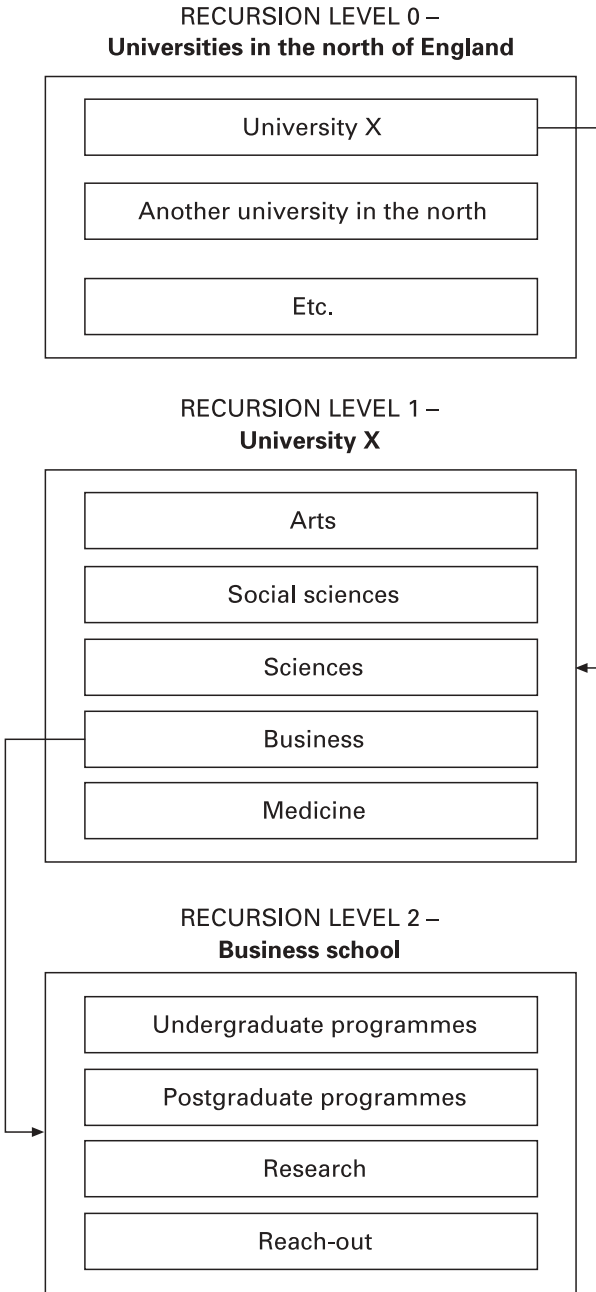 RECURSION LEVEL 0 –
Universities in the north of England
University X
Another university in the north
Etc.
RECURSION LEVEL 1 –
University X
Arts
Social sciences
Sciences
Business
Medicine
RECURSION LEVEL 2 –
Business school
Undergraduate programmes
Postgraduate programmes
Research
Reach-out